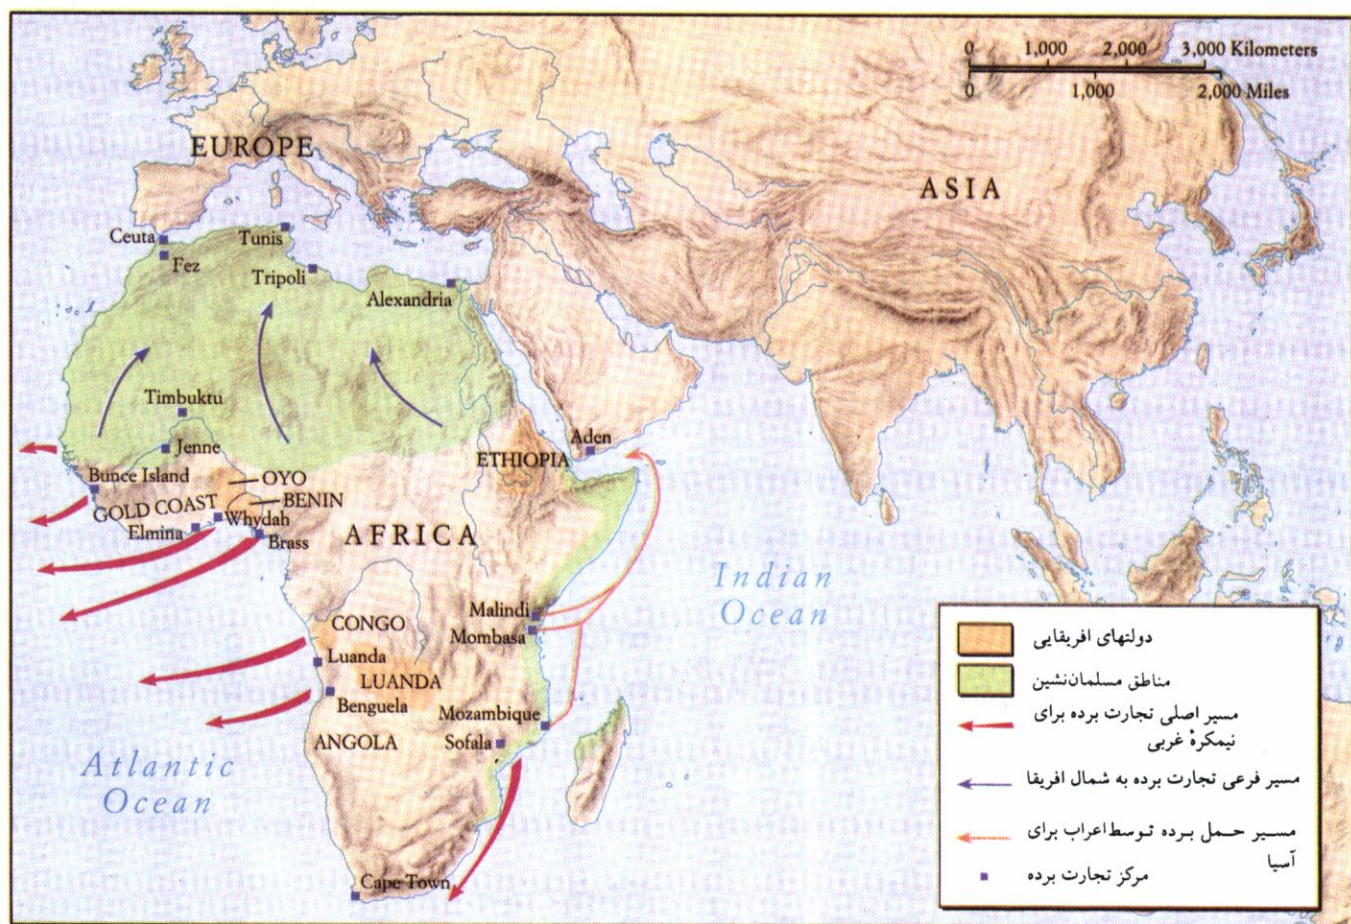 0 1,000 2,000 3,000 Kilometers
0 1,000 2,000 Miles
EUROPE
ASIA
Ceuta
Tunis
Fez
Tripoli
Alexandria
Timbuktu
Jenne
Aden
Bunce Island
OYO
ETHIOPIA
GOLD COAST
BENIN
Whydah
Elmina
Brass
AFRICA
Indian
Ocean
Malindi
CONGO
Mombasa
Luanda
LUANDA
Benguela
Mozambique
ANGOLA
Sofala
Atlantic
Ocean
Cape Town
دولتهای افریقایی
مناطق مسلمان‌نشین
مسیر اصلی تجارت برده برای
نیمکرهٔ غربی
مسیر فرعی تجارت برده به شمال افریقا
مسیر حمل برده توسط اعراب برای
آسیا
مرکز تجارت برده